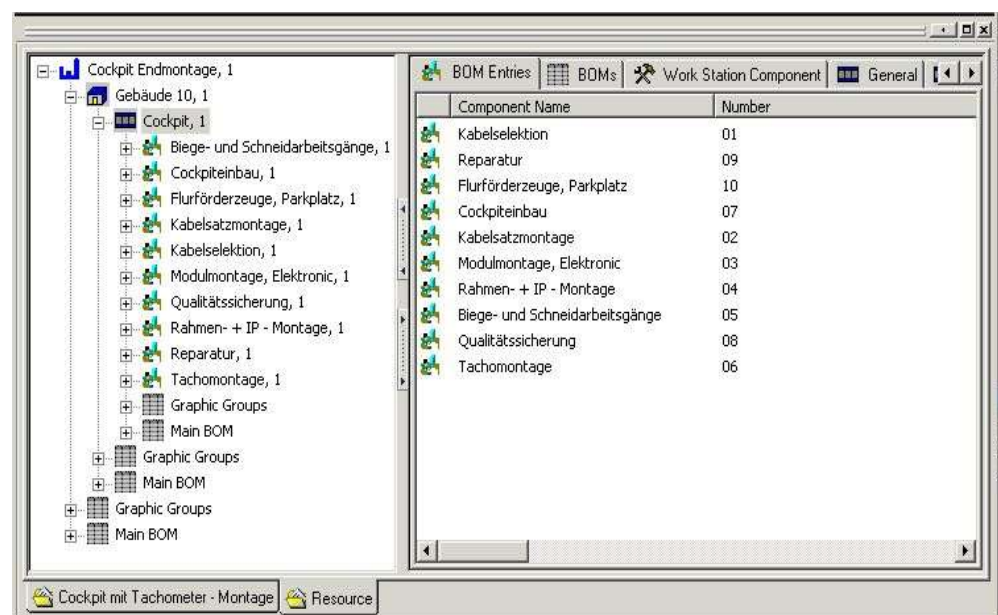 Cockpit Endmontage, 1
Gebäude 10, 1
Cockpit, 1
Biege- und Schneidarbeitsgänge, 1
Cockpiteinbau, 1
Flurförderzeuge, Parkplatz, 1
Kabelsatzmontage, 1
Kabelselektion, 1
Modulmontage, Elektronic, 1
Qualitätssicherung, 1
Rahmen- + IP - Montage, 1
Reparatur, 1
Tachomontage, 1
Graphic Groups
Main BOM
Graphic Groups
Main BOM
Graphic Groups
Main BOM
BOM Entries BOMs Work Station Component General
Component Name Number
Kabelselektion 01
Reparatur 09
Flurförderzeuge, Parkplatz 10
Cockpiteinbau 07
Kabelsatzmontage 02
Modulmontage, Elektronic 03
Rahmen- + IP - Montage 04
Biege- und Schneidarbeitsgänge 05
Qualitätssicherung 08
Tachomontage 06
Cockpit mit Tachometer - Montage Resource